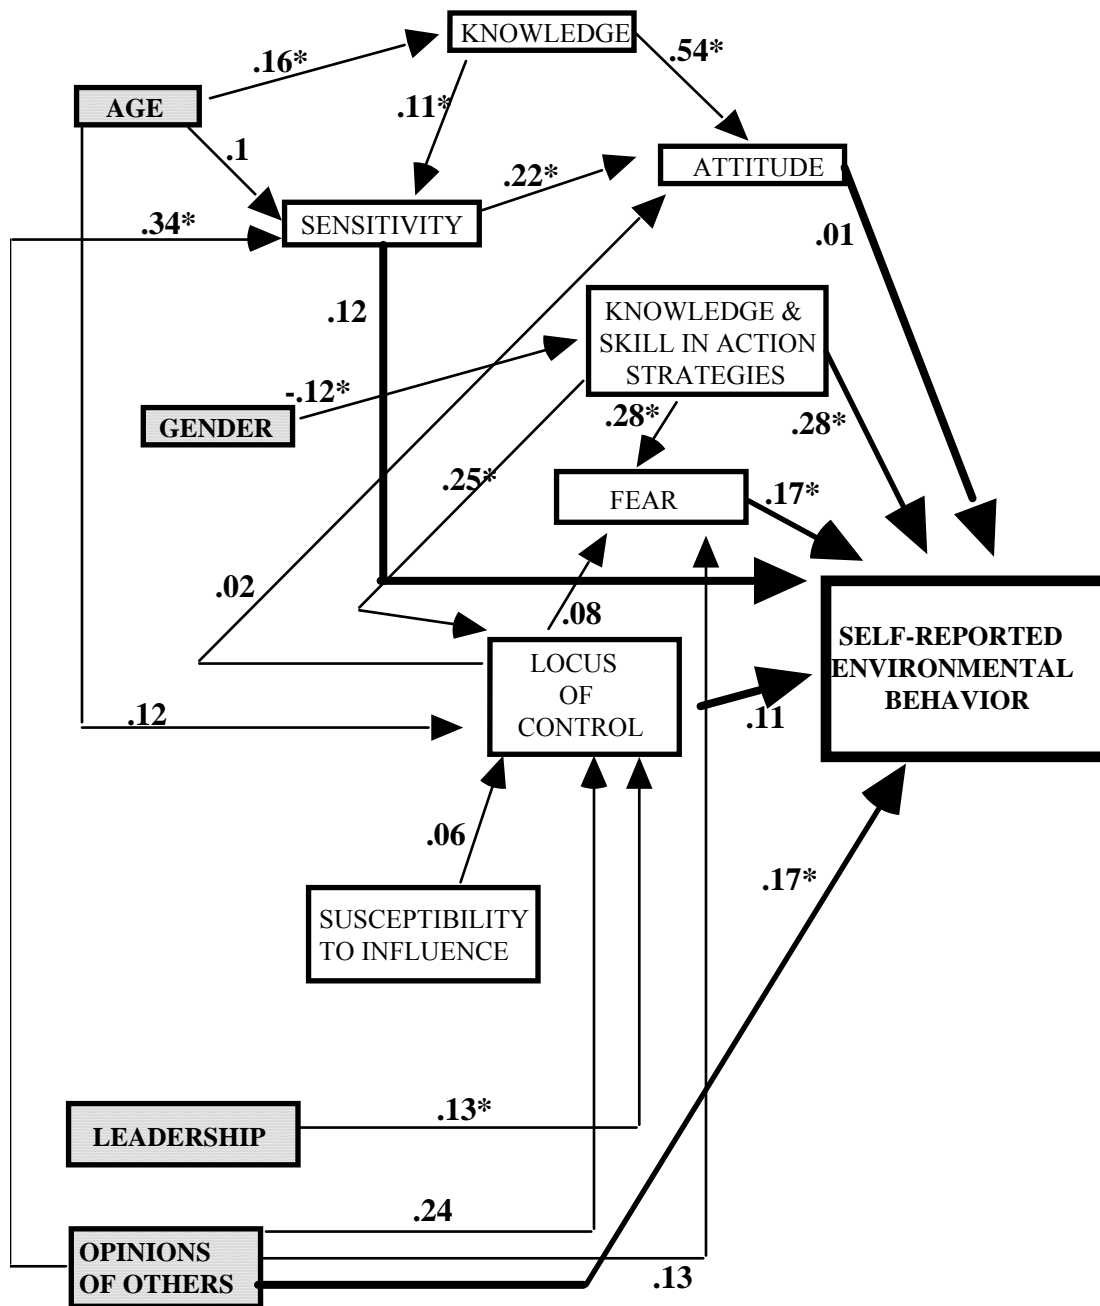 KNOWLEDGE
.16*
.54*
AGE
.11*
.1
ATTITUDE
.22*
SENSITIVITY
.34*
.01
.12
KNOWLEDGE &
SKILL IN ACTION
STRATEGIES
-.12*
GENDER
.28*
.28*
.25*
FEAR
.17*
.02
.08
SELF-REPORTED
ENVIRONMENTAL
BEHAVIOR
LOCUS
OF
CONTROL
.12
.11
.06
.17*
SUSCEPTIBILITY
TO INFLUENCE
.13*
LEADERSHIP
.24
OPINIONS
OF OTHERS
.13